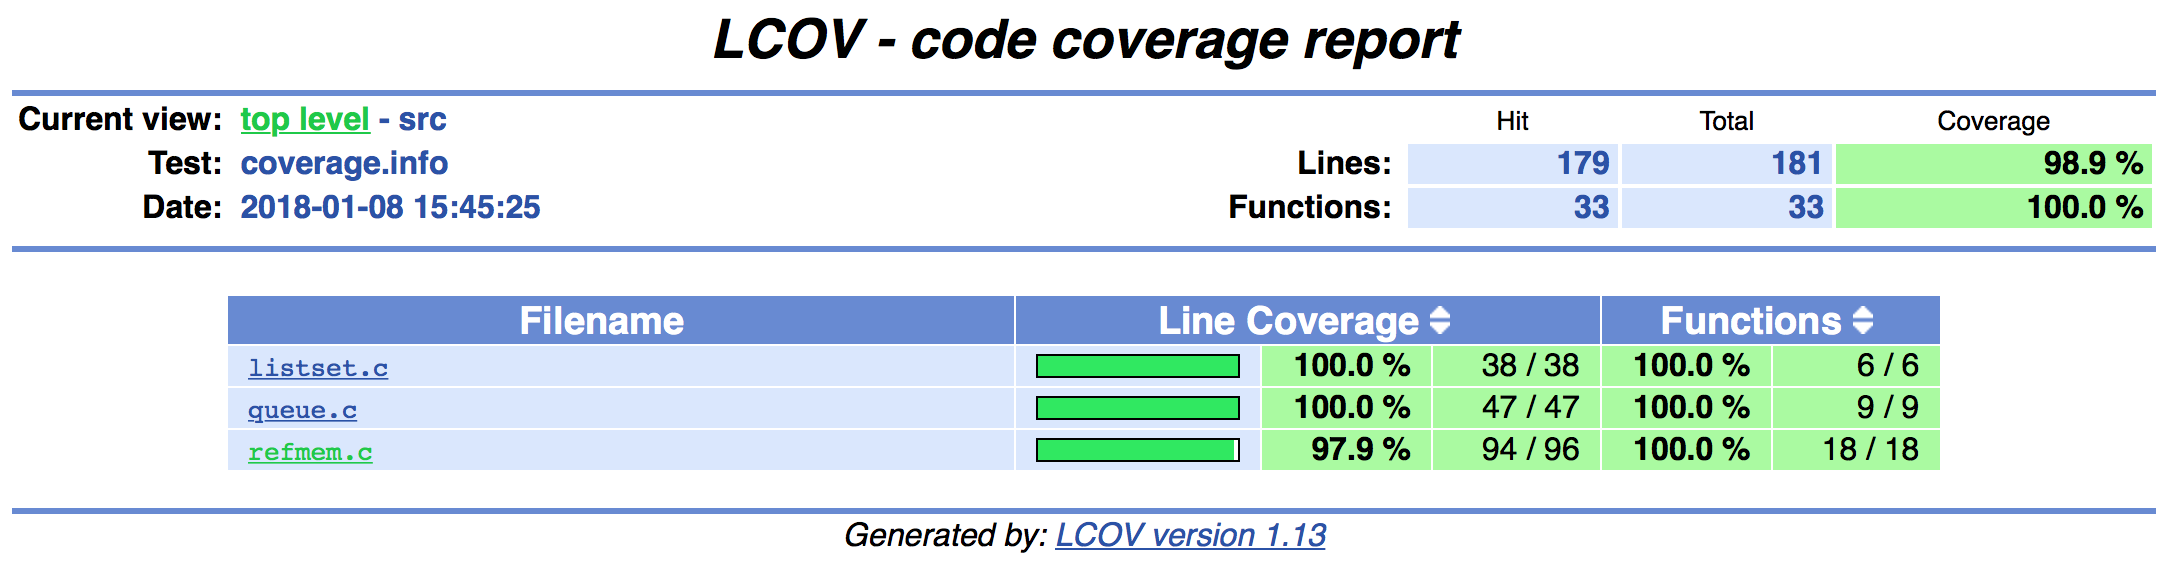 LCOV - code coverage report
Current view: top level - src
Hit Total Coverage
Test: coverage.info
Lines: 179 181 98.9 %
Date: 2018-01-08 15:45:25
Functions: 33 33 100.0 %
Filename Line Coverage Functions
listset.c 100.0 % 38 / 38 100.0 % 6 / 6
queue.c 100.0 % 47 / 47 100.0 % 9 / 9
refmem.c 97.9 % 94 / 96 100.0 % 18 / 18
Generated by: LCOV version 1.13